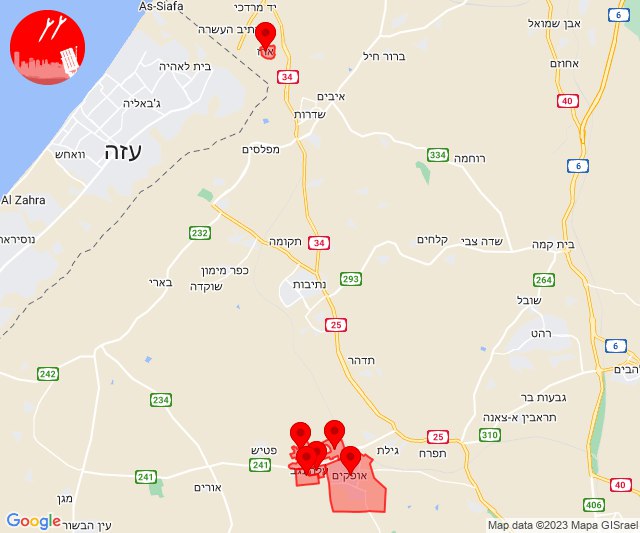 As-Siafa
יד מרדכי
6
אבן שמואל
נתיב העשרה
ארז
ברור חיל
אחוזם
בית לאהיה
34
איבים
40
ג'באליה
שדרות
עזה
וואחש
מפלסים
334
רוחמה
6
Al Zahra
232
תקומה
34
קלחים
שדה צבי
בית קמה
נוסיראת
כפר מימון
293
264
בארי
שוקדה
נתיבות
שובל
25
רהט
6
תדהר
להבים
242
234
גבעות בר
תראבין א-צאנה
25
310
פטיש
גילת
תפרח
241
241
אופקים
40
אורים
מגן
406
עין הבשור
Google
Map data ©2023 Mapa GISrael